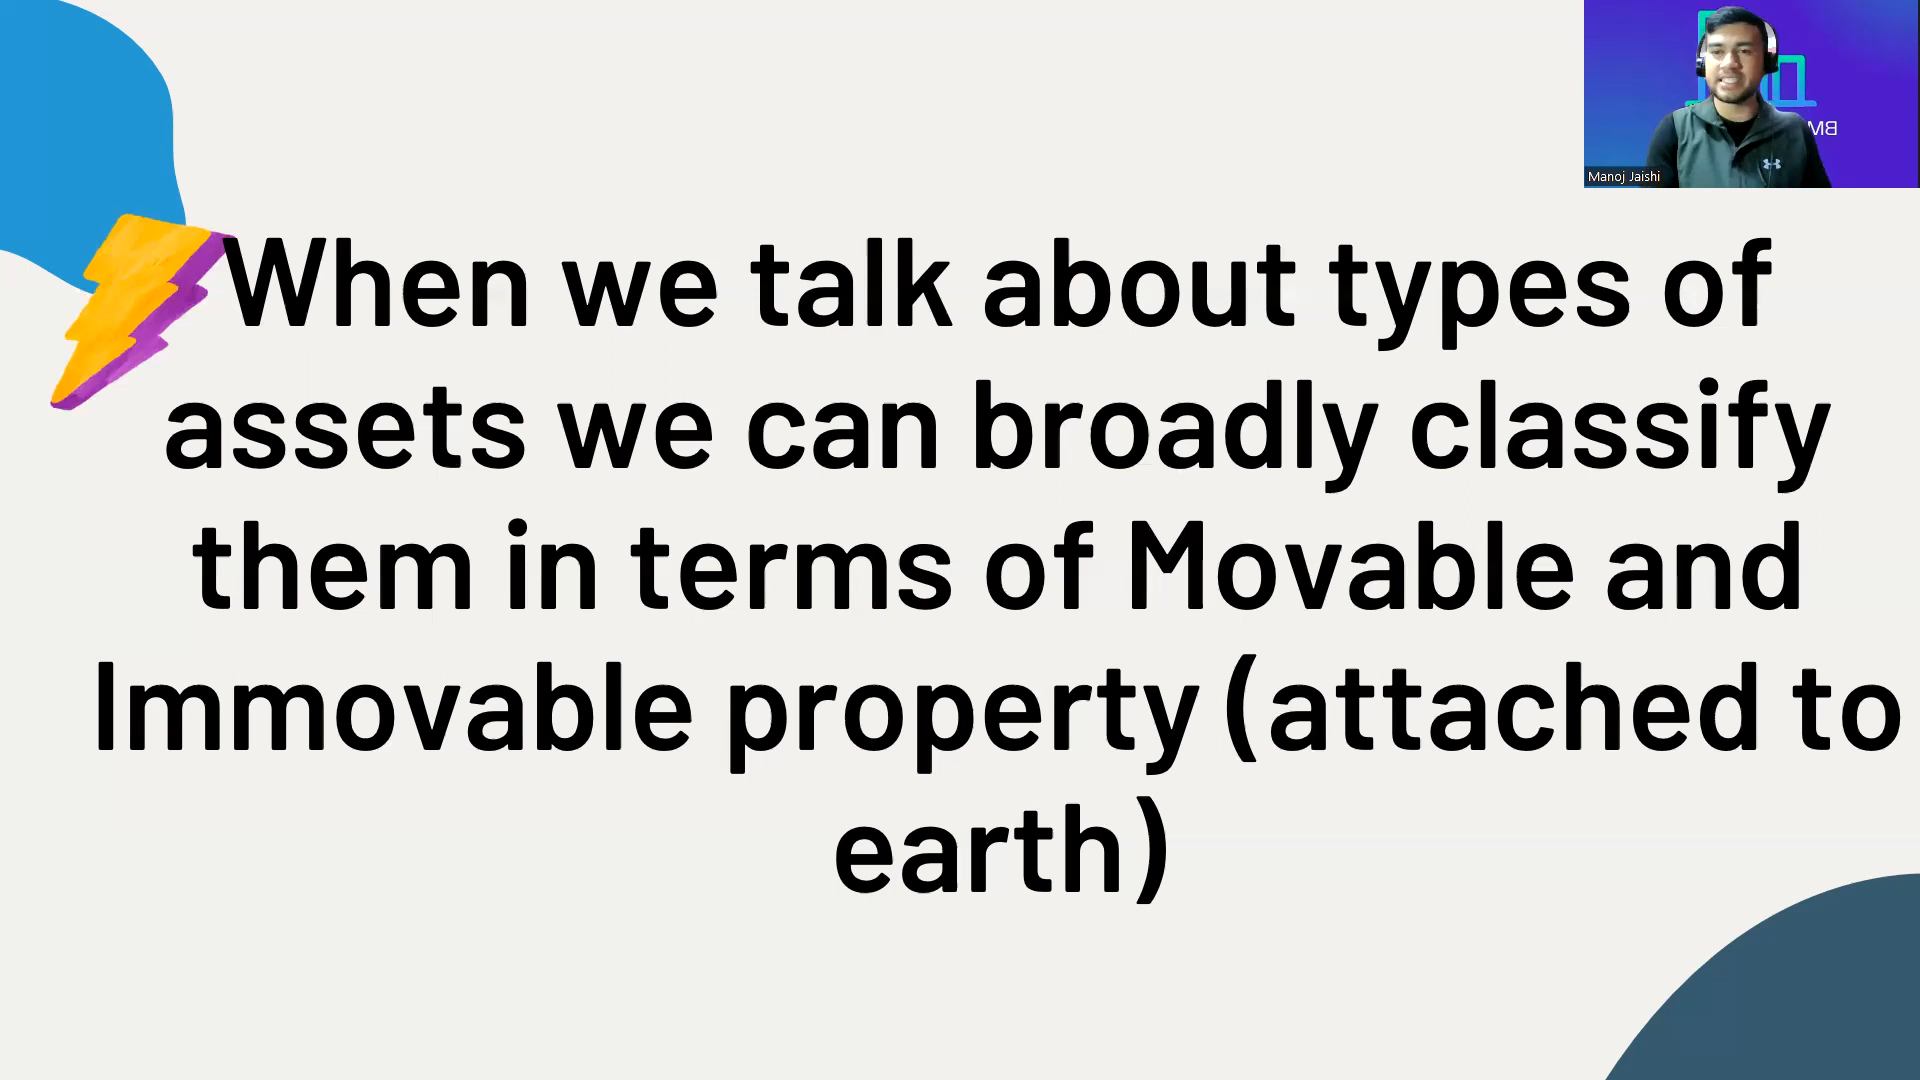 Manoj Jaishi
When we talk about types of
assets we can broadly classify
them in terms of Movable and
Immovable property (attached to
earth)